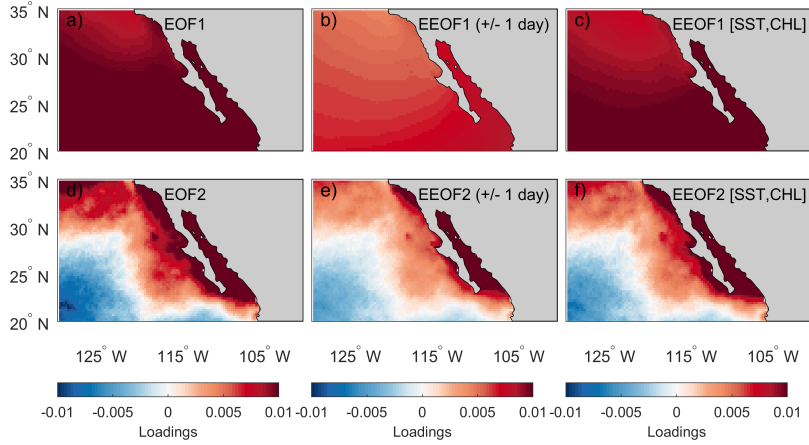 35° N
a) EOF1
b) EEOF1 (+/- 1 day)
c) EEOF1 [SST,CHL]
30° N
25° N
20° N
35° N
d) EOF2
e) EEOF2 (+/- 1 day)
f) EEOF2 [SST,CHL]
30° N
25° N
20° N
125° W 115° W 105° W
125° W 115° W 105° W
125° W 115° W 105° W
-0.01 -0.005 0 0.005 0.01
-0.01 -0.005 0 0.005 0.01
-0.01 -0.005 0 0.005 0.01
Loadings
Loadings
Loadings